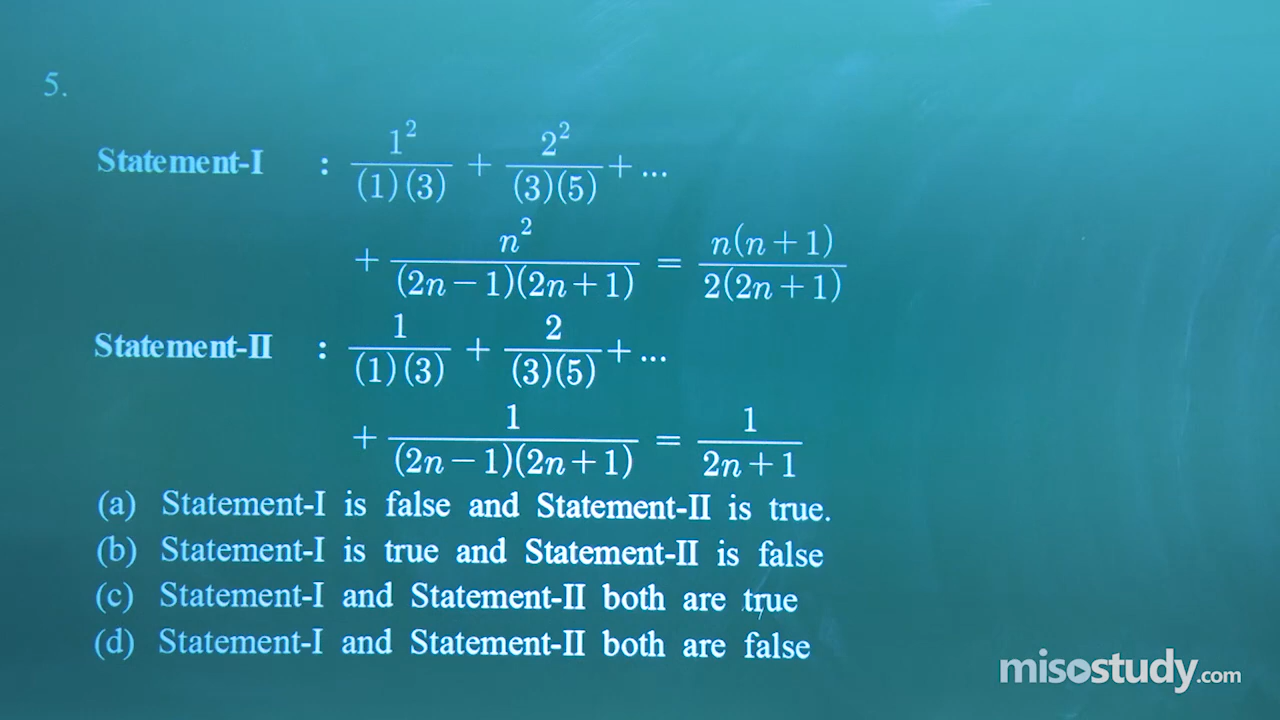 5.
Statement-I : 1²/(1)(3) + 2²/(3)(5) + ...
+ n²/(2n − 1)(2n + 1) = n(n + 1)/2(2n + 1)
Statement-II : 1/(1)(3) + 2/(3)(5) + ...
+ 1/(2n − 1)(2n + 1) = 1/2n + 1
(a) Statement-I is false and Statement-II is true.
(b) Statement-I is true and Statement-II is false
(c) Statement-I and Statement-II both are true
(d) Statement-I and Statement-II both are false
misostudy.com